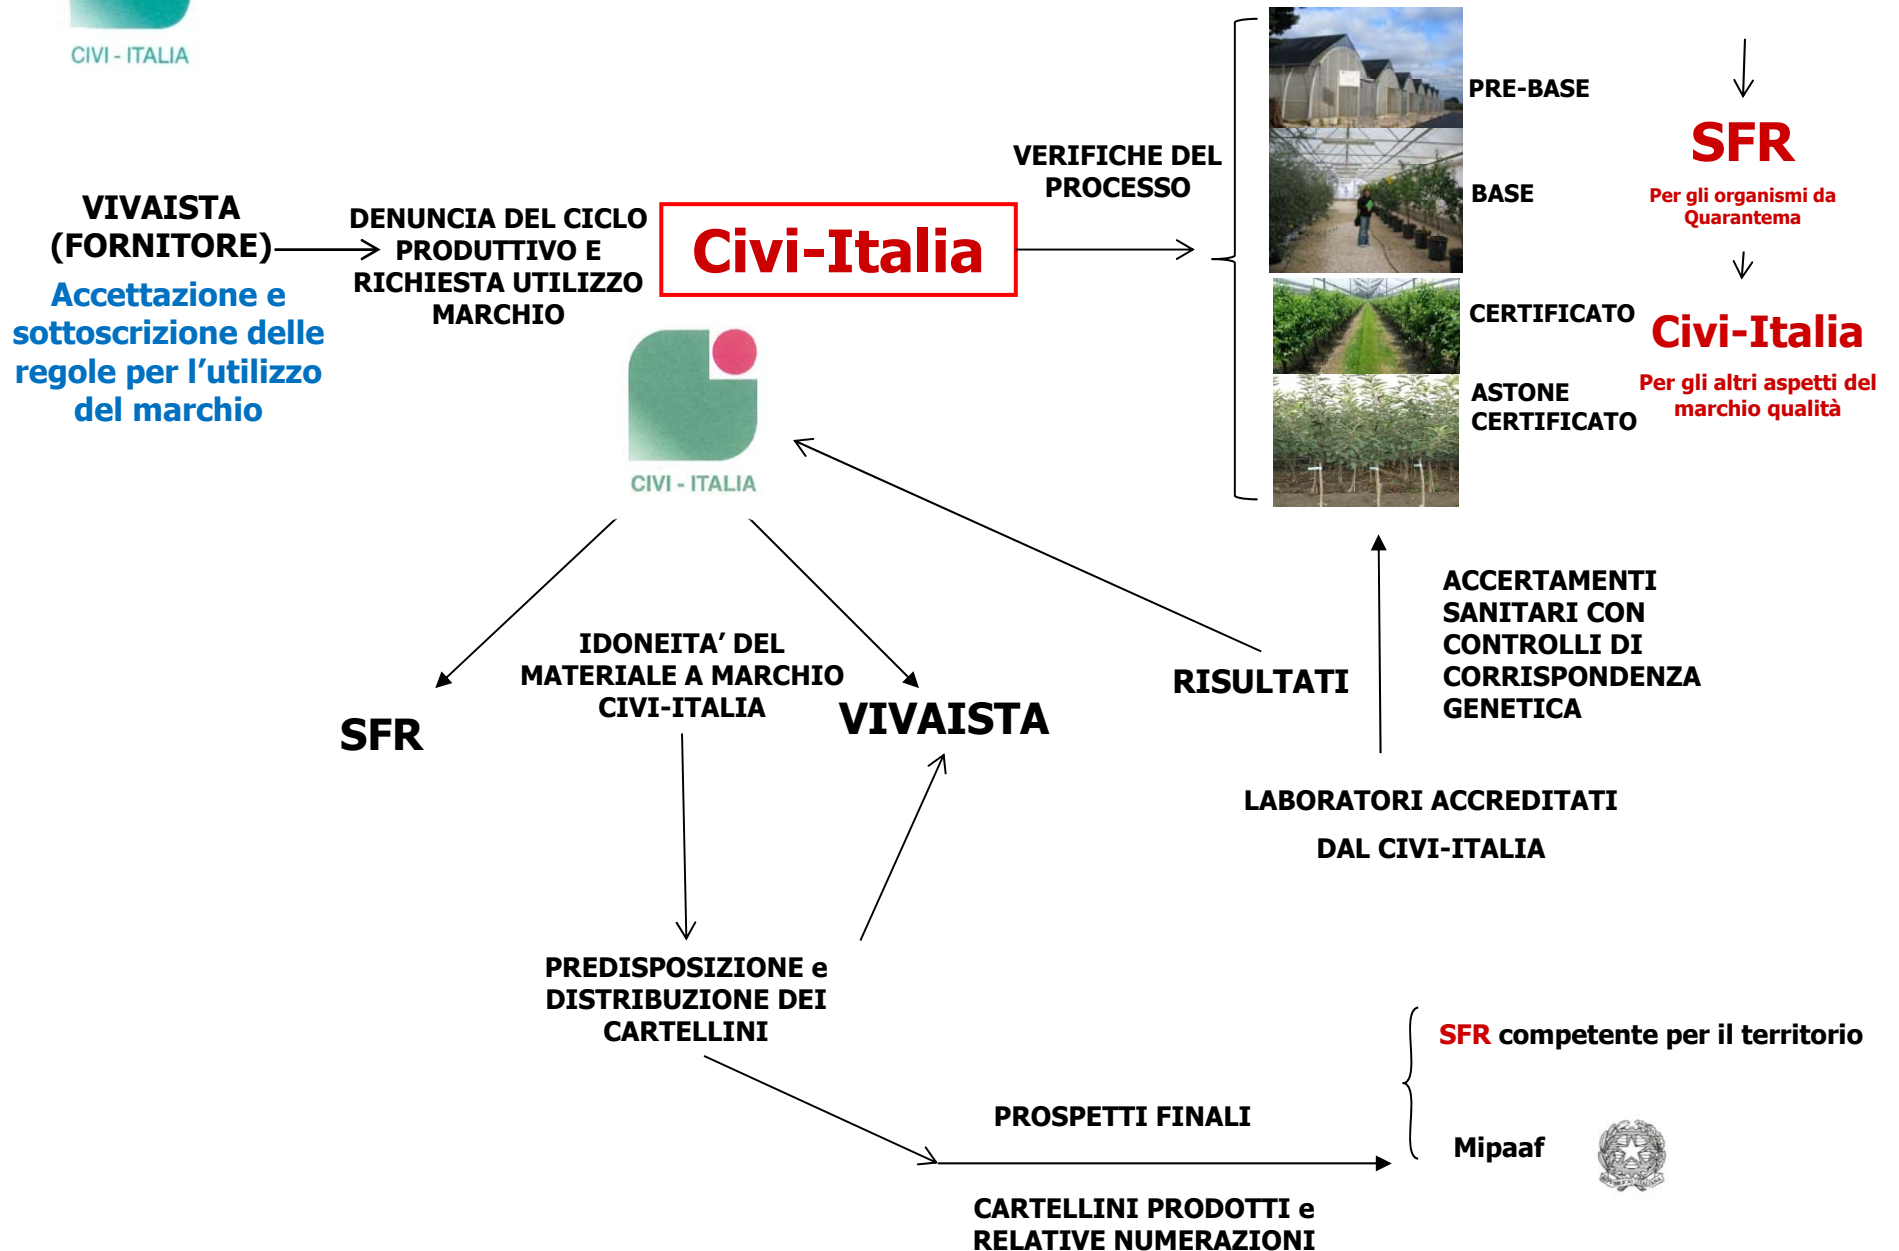 CIVI - ITALIA
VIVAISTA
(FORNITORE)
Accettazione e
sottoscrizione delle
regole per l’utilizzo
del marchio
DENUNCIA DEL CICLO
PRODUTTIVO E
RICHIESTA UTILIZZO
MARCHIO
Civi-Italia
CIVI - ITALIA
VERIFICHE DEL
PROCESSO
PRE-BASE
BASE
CERTIFICATO
ASTONE
CERTIFICATO
SFR
Per gli organismi da
Quarantema
Civi-Italia
Per gli altri aspetti del
marchio qualità
ACCERTAMENTI
SANITARI CON
CONTROLLI DI
CORRISPONDENZA
GENETICA
LABORATORI ACCREDITATI
DAL CIVI-ITALIA
RISULTATI
IDONEITA’ DEL
MATERIALE A MARCHIO
CIVI-ITALIA
SFR
VIVAISTA
PREDISPOSIZIONE e
DISTRIBUZIONE DEI
CARTELLINI
PROSPETTI FINALI
CARTELLINI PRODOTTI e
RELATIVE NUMERAZIONI
SFR competente per il territorio
Mipaaf